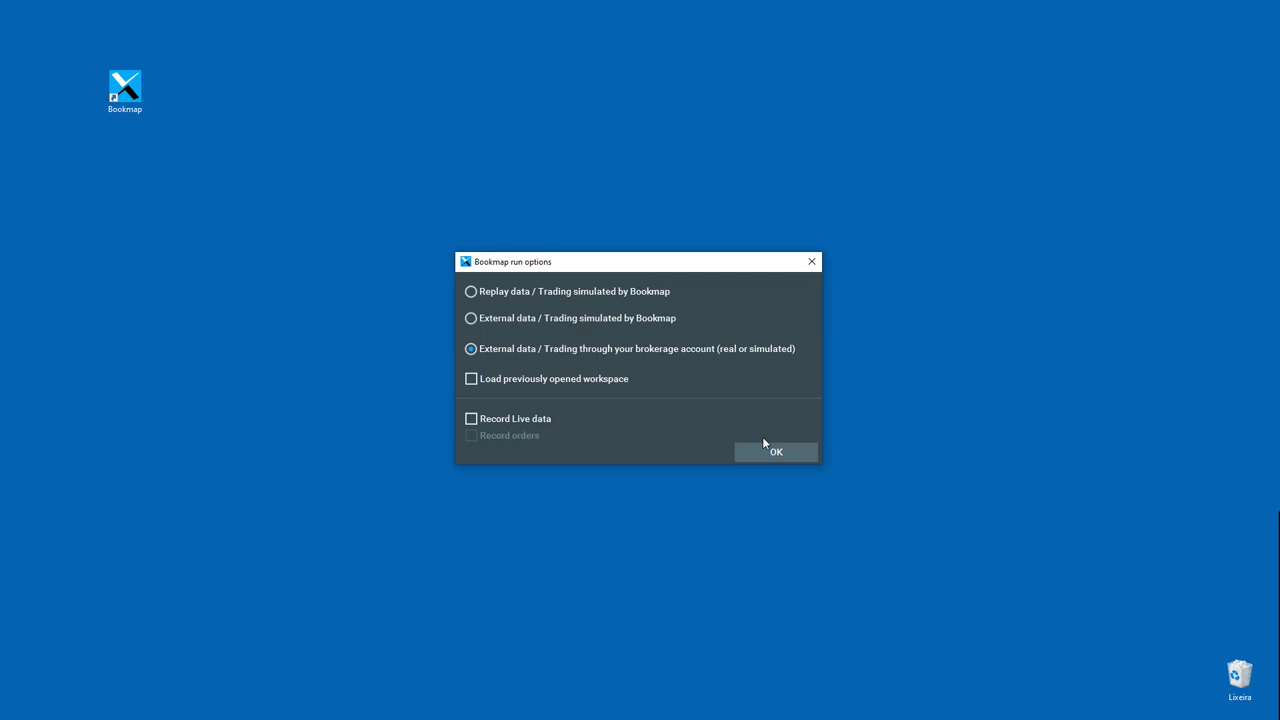 Bookmap
Bookmap run options
Replay data / Trading simulated by Bookmap
External data / Trading simulated by Bookmap
External data / Trading through your brokerage account (real or simulated)
Load previously opened workspace
Record Live data
Record orders
OK
Lixeira